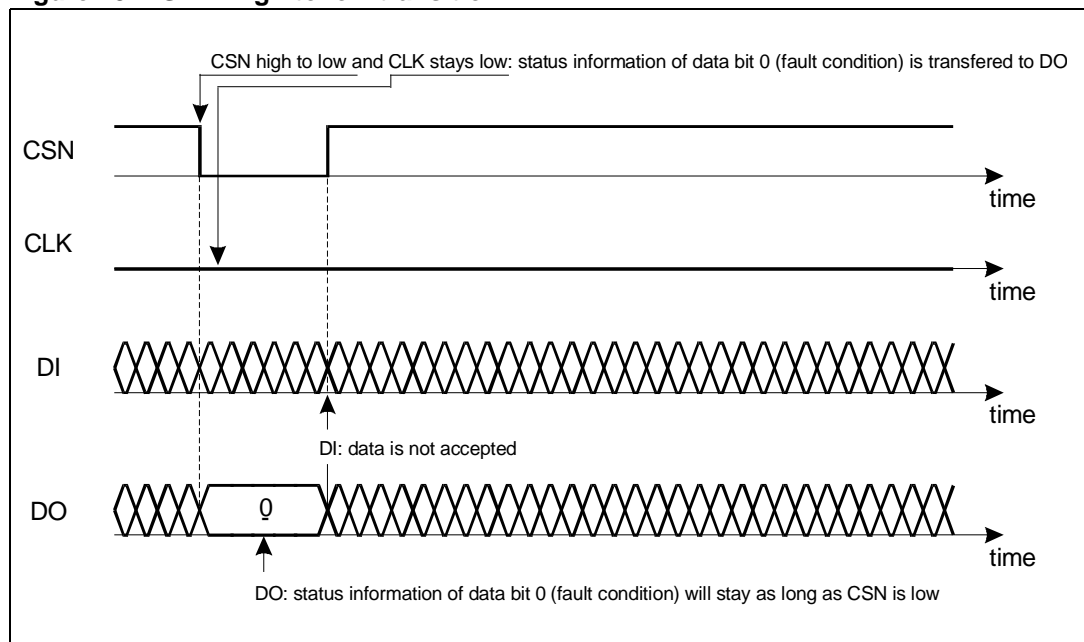 CSN high to low and CLK stays low: status information of data bit 0 (fault condition) is transfered to DO
CSN
time
CLK
time
DI
time
DI: data is not accepted
DO
0
time
DO: status information of data bit 0 (fault condition) will stay as long as CSN is low